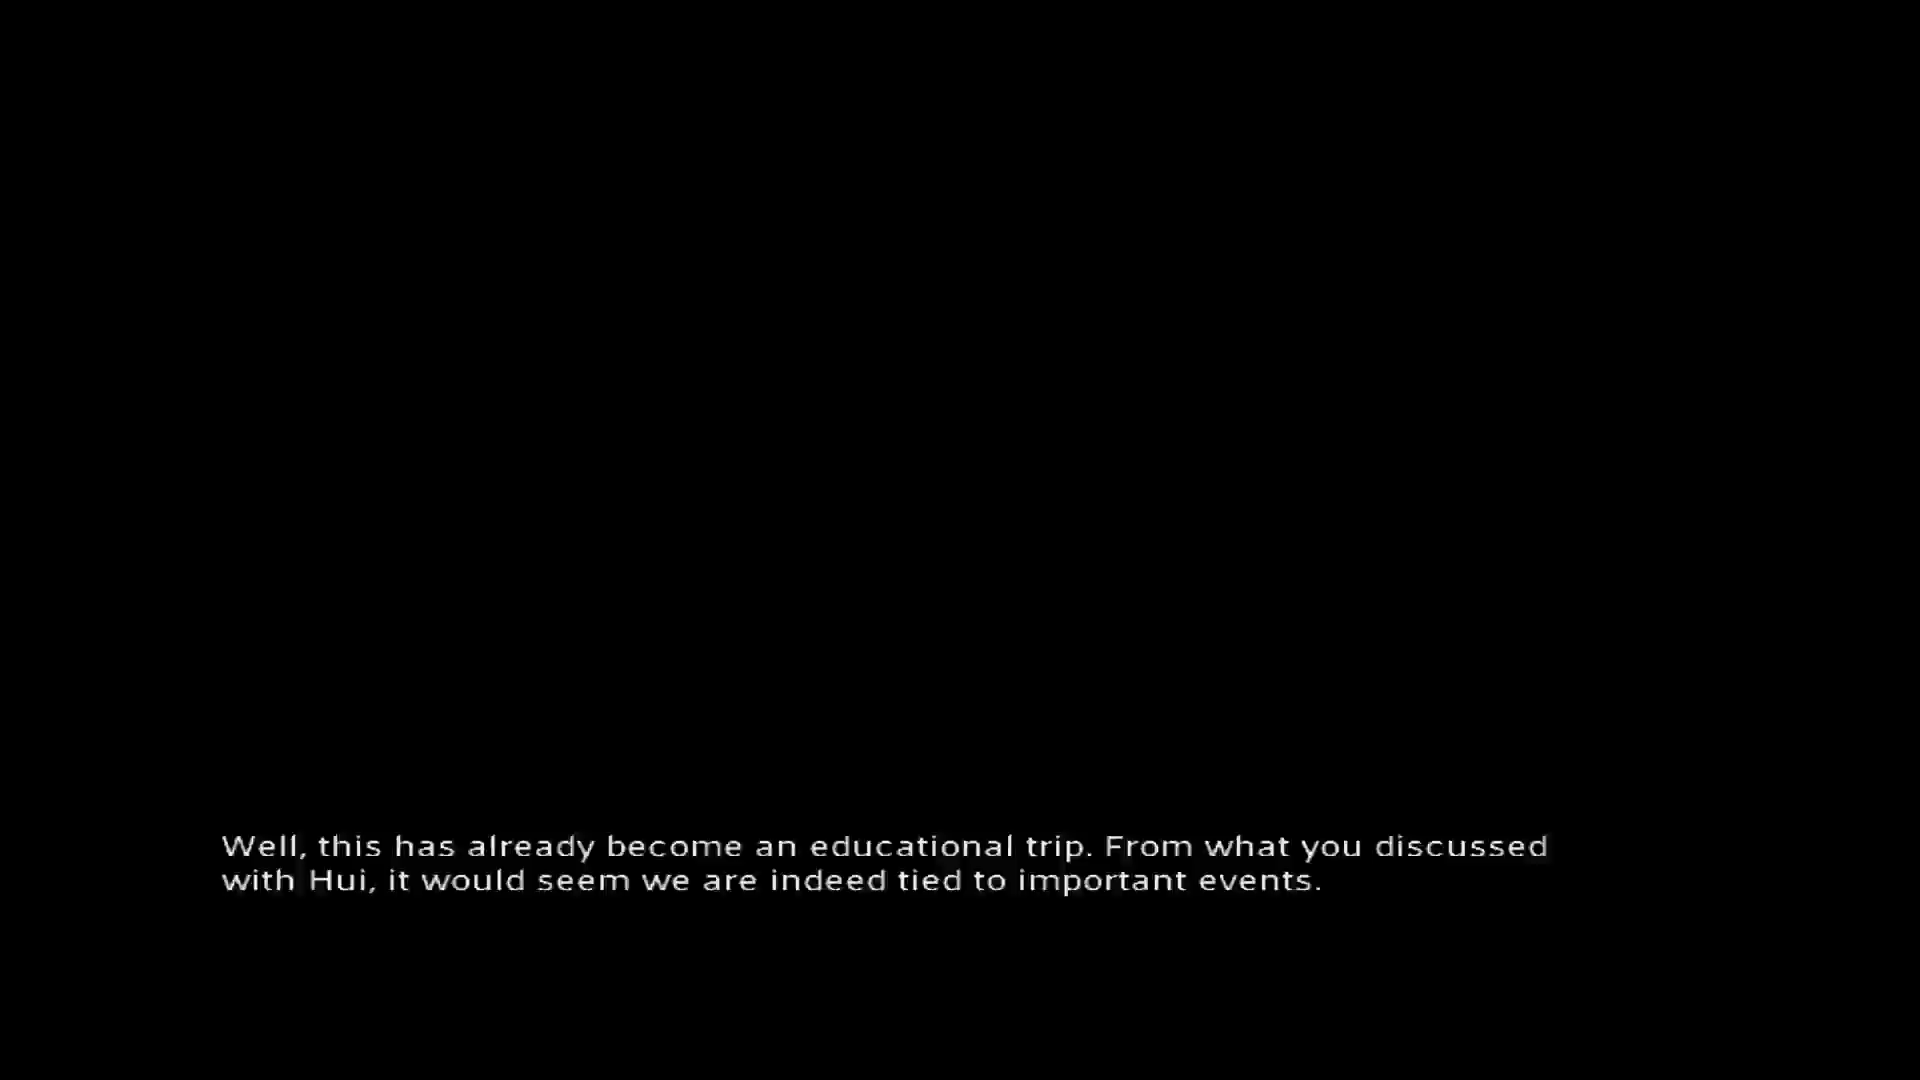 Well, this has already become an educational trip. From what you discussed
with Hui, it would seem we are indeed tied to important events.